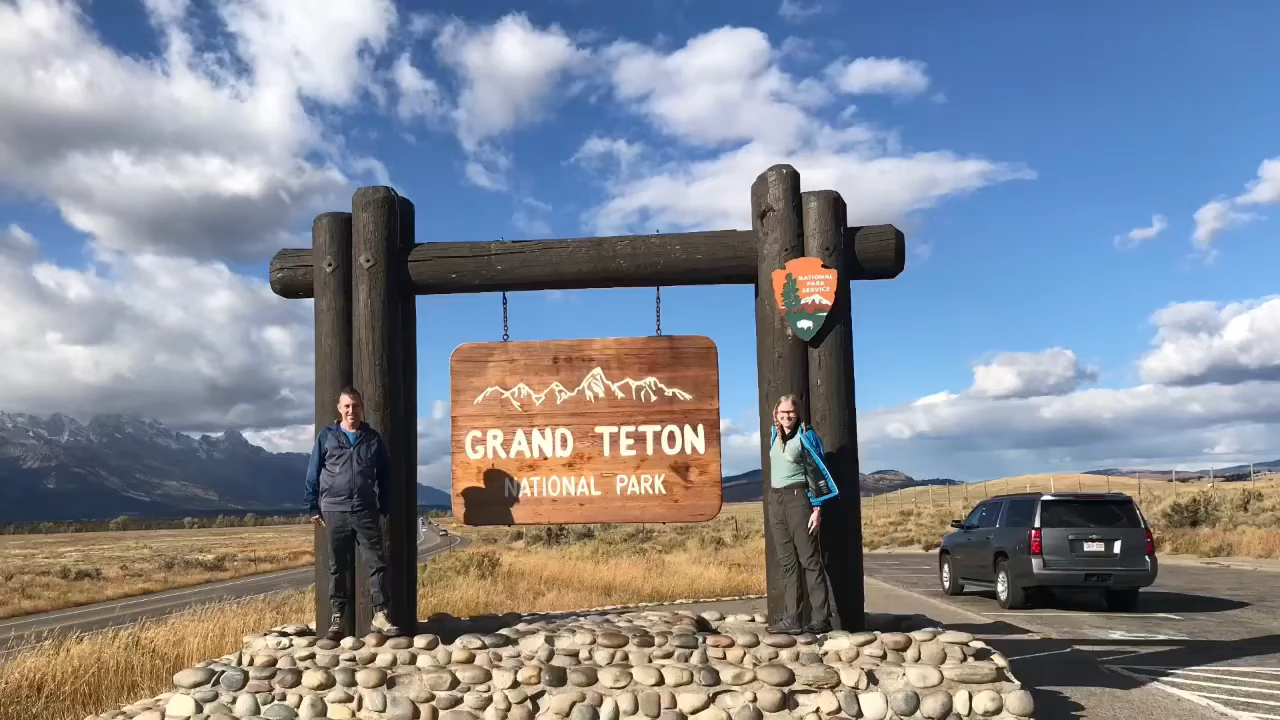 NATIONAL
PARK
SERVICE
GRAND TETON
NATIONAL PARK